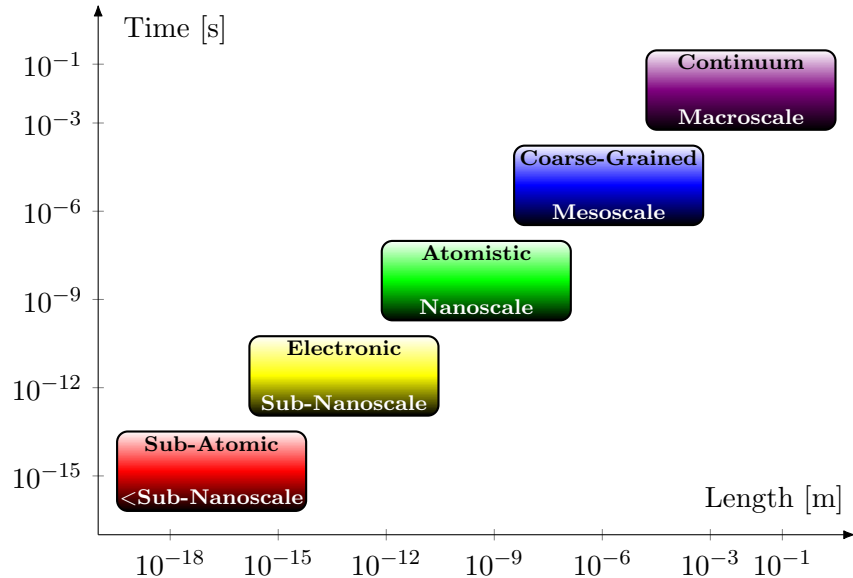 Time [s]
10⁻¹
Continuum
Macroscale
10⁻³
Coarse-Grained
Mesoscale
10⁻⁶
Atomistic
Nanoscale
10⁻⁹
Electronic
Sub-Nanoscale
10⁻¹²
Sub-Atomic
<Sub-Nanoscale
10⁻¹⁵
Length [m]
10⁻¹⁸ 10⁻¹⁵ 10⁻¹² 10⁻⁹ 10⁻⁶ 10⁻³ 10⁻¹